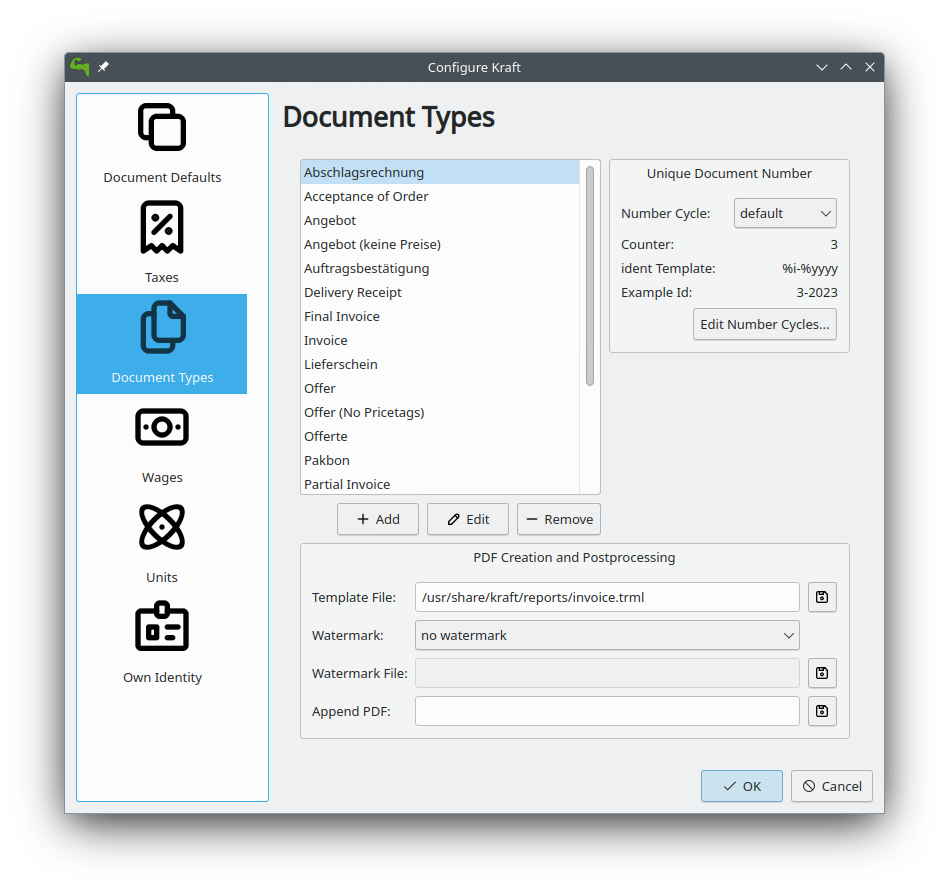 Configure Kraft
Document Defaults
Taxes
Document Types
Wages
Units
Own Identity
Document Types
Abschlagsrechnung
Acceptance of Order
Angebot
Angebot (keine Preise)
Auftragsbestätigung
Delivery Receipt
Final Invoice
Invoice
Lieferschein
Offer
Offer (No Pricetags)
Offerte
Pakbon
Partial Invoice
Add
Edit
Remove
Unique Document Number
Number Cycle: default
Counter: 3
ident Template: %i-%yyyy
Example Id: 3-2023
Edit Number Cycles...
PDF Creation and Postprocessing
Template File: /usr/share/kraft/reports/invoice.trml
Watermark: no watermark
Watermark File:
Append PDF:
OK
Cancel